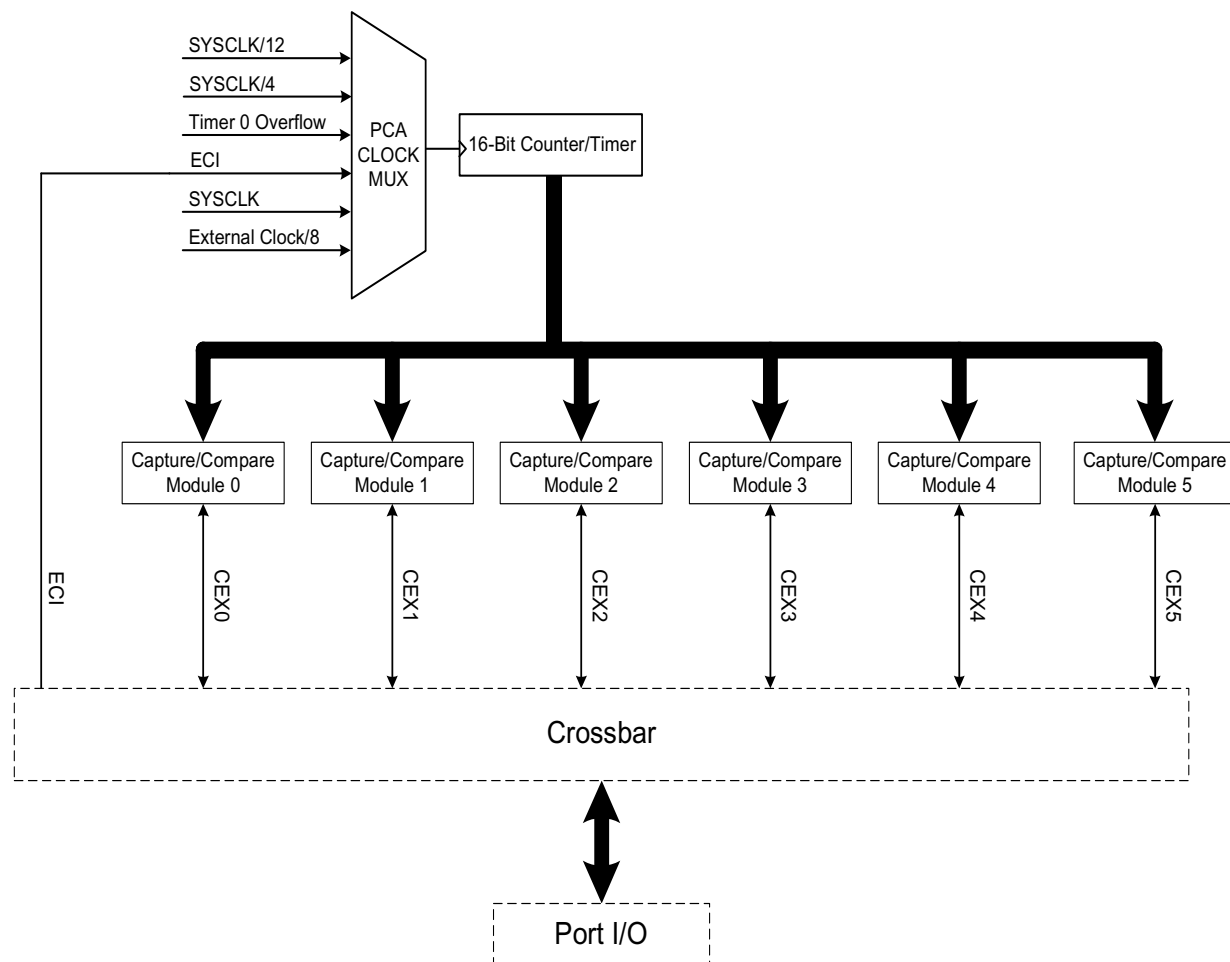 SYSCLK/12
SYSCLK/4
Timer 0 Overflow
ECI
SYSCLK
External Clock/8
PCA
CLOCK
MUX
16-Bit Counter/Timer
Capture/Compare
Module 0
Capture/Compare
Module 1
Capture/Compare
Module 2
Capture/Compare
Module 3
Capture/Compare
Module 4
Capture/Compare
Module 5
ECI
CEX0
CEX1
CEX2
CEX3
CEX4
CEX5
Crossbar
Port I/O